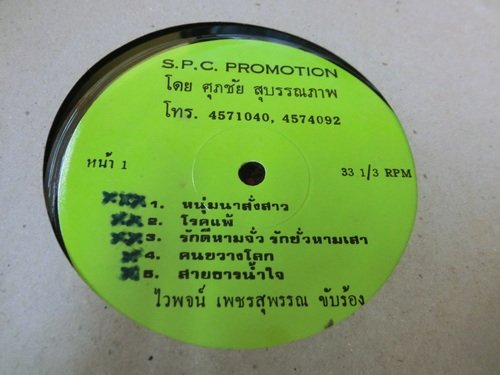 S.P.C. PROMOTION
โดย ศุภชัย สุบรรณภาพ
โทร. 4571040, 4574092
หน้า 1
33 1/3 RPM
xxx 1. หนุ่มนาสั่งสาว
xx 2. โรคแพ้
xx 3. รักดีหามจั่ว รักชั่วหามเสา
x 4. คนขวางโลก
x 5. สายธารน้ำใจ
ไวพจน์ เพชรสุพรรณ ขับร้อง